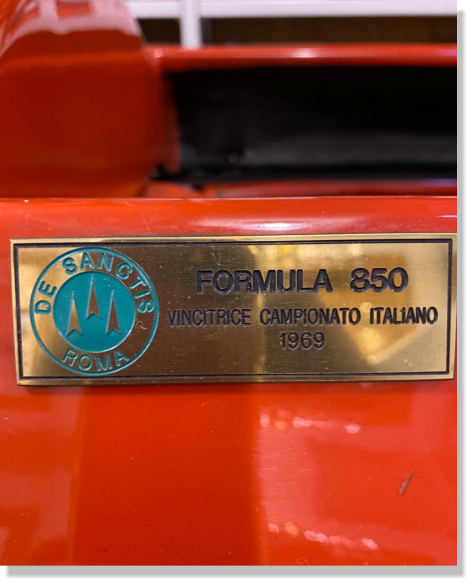 DE SANCTIS
ROMA
FORMULA 850
VINCITRICE CAMPIONATO ITALIANO
1969